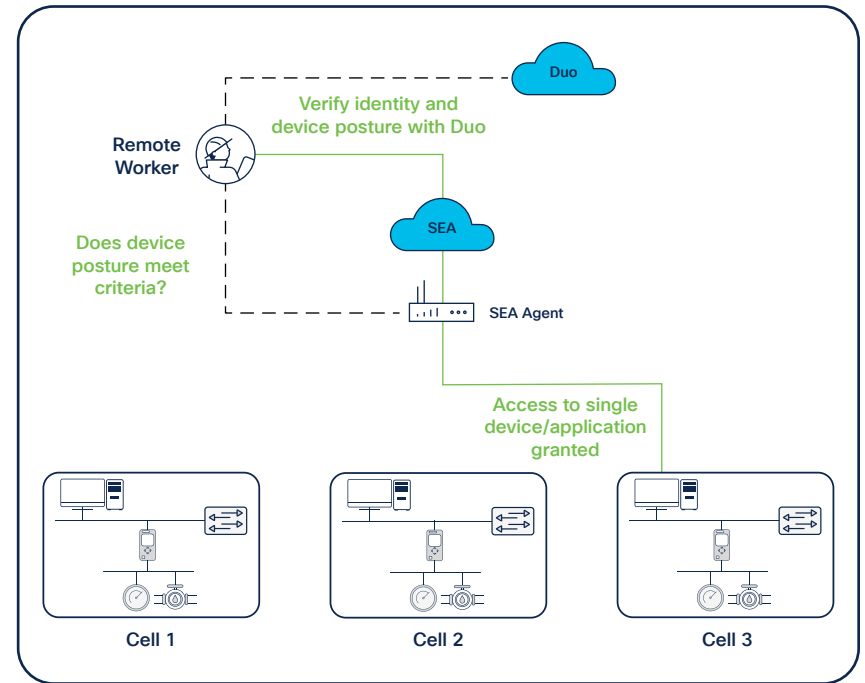 Duo
Verify identity and
device posture with Duo
Remote
Worker
SEA
Does device
posture meet
criteria?
SEA Agent
Access to single
device/application
granted
Cell 1
Cell 2
Cell 3